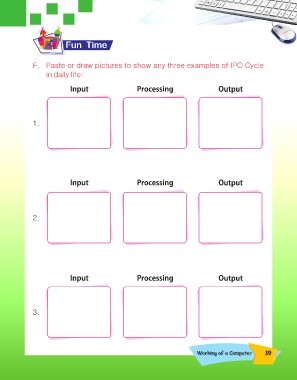 Fun Time
F. Paste or draw pictures to show any three examples of IPO Cycle
in daily life:
Input Processing Output
1.
Input Processing Output
2.
Input Processing Output
3.
Working of a Computer 39